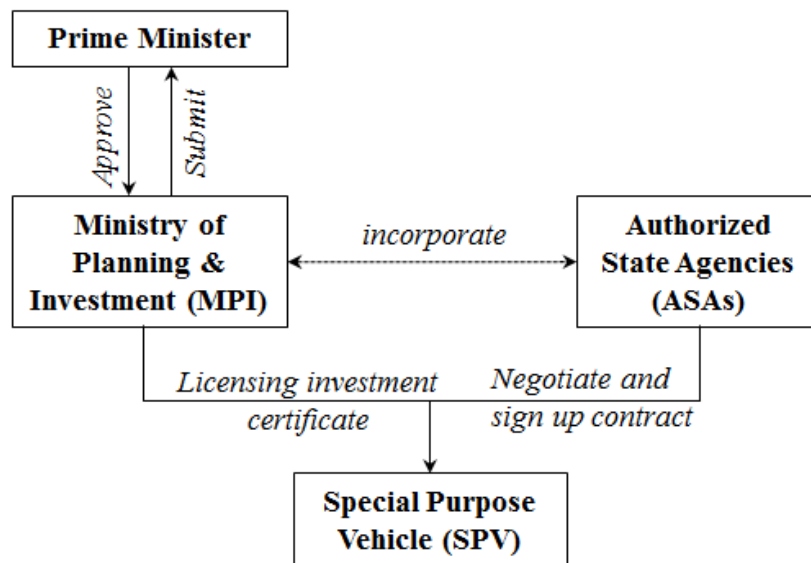 Prime Minister
Approve
Submit
Ministry of
Planning &
Investment (MPI)
incorporate
Authorized
State Agencies
(ASAs)
Licensing investment
certificate
Negotiate and
sign up contract
Special Purpose
Vehicle (SPV)